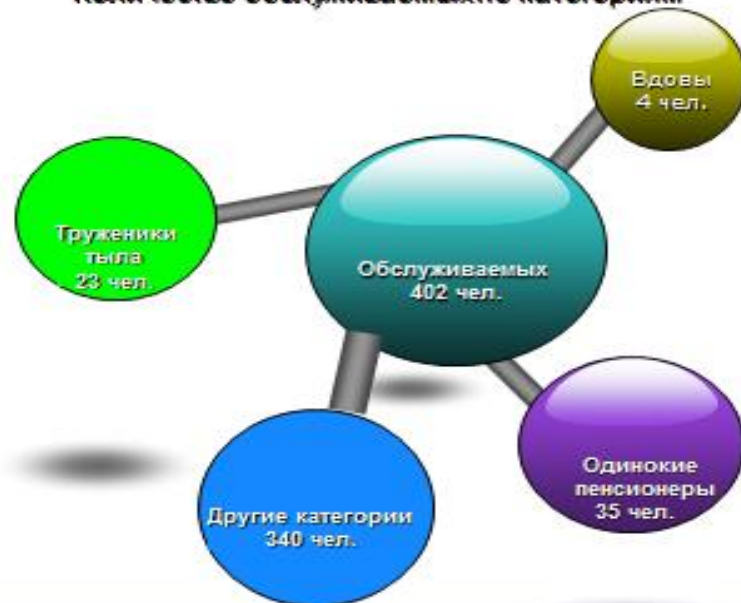 Вдовы
4 чел.
Труженики
тыла
23 чел.
Обслуживаемых
402 чел.
Одинокие
пенсионеры
35 чел.
Другие категории
340 чел.